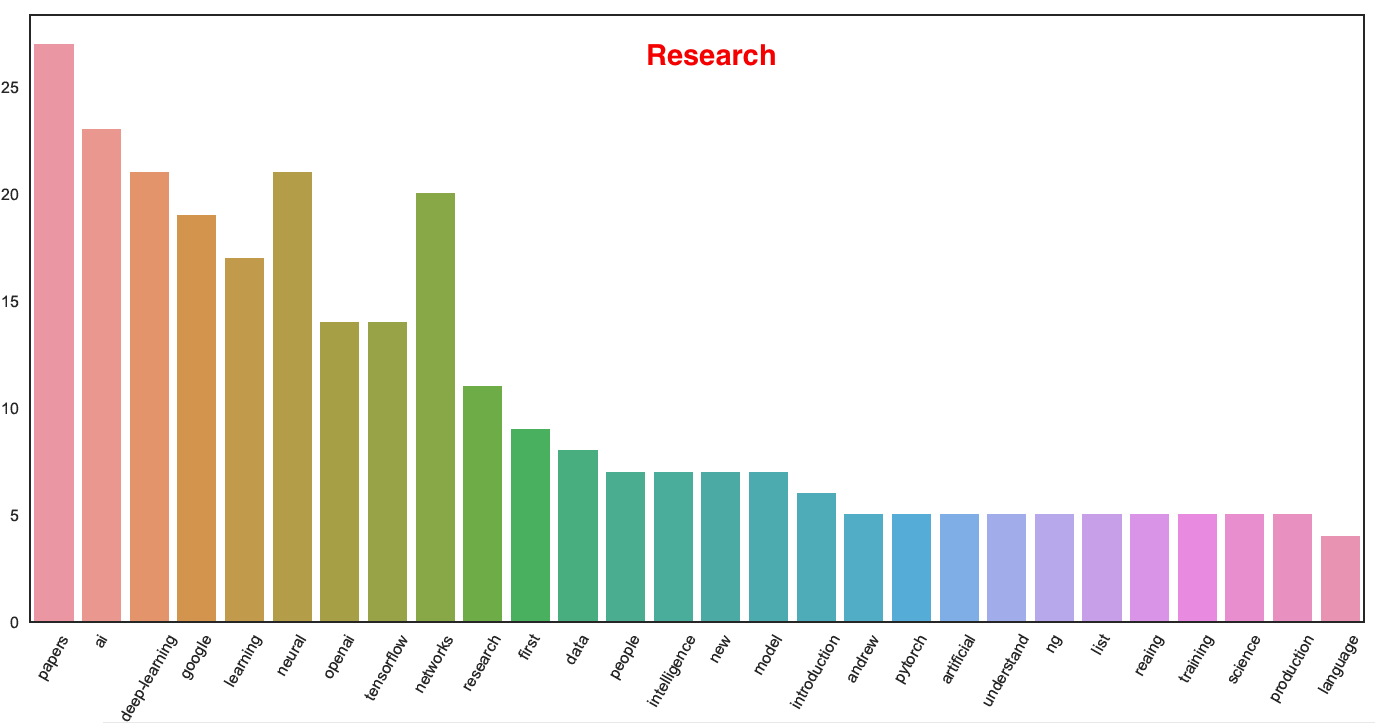 Research
25
20
15
10
5
0
papers
ai
deep-learning
google
learning
neural
openai
tensorflow
networks
research
first
data
people
intelligence
new
model
introduction
andrew
pytorch
artificial
understand
ng
list
reaing
training
science
production
language